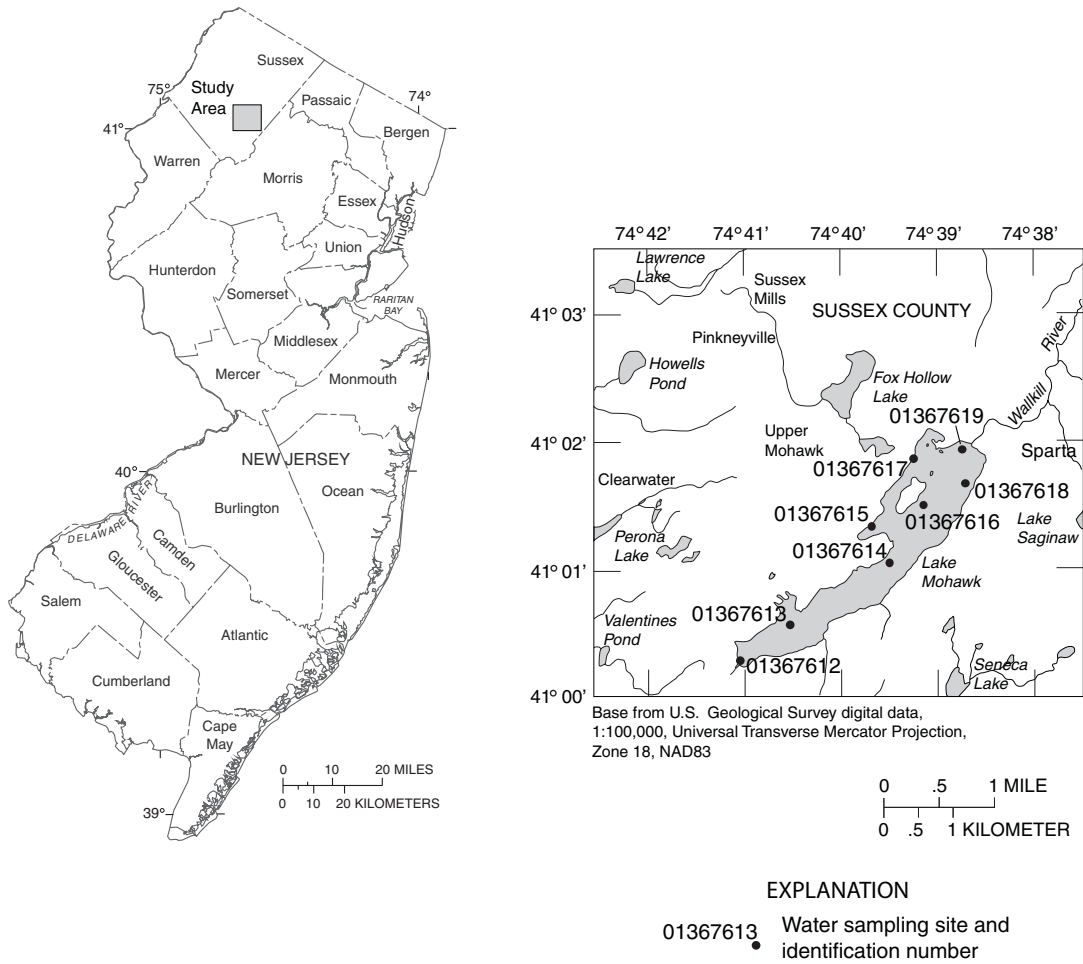 Sussex
75°
Study
Area
74°
Passaic
41°
Bergen
Warren
Morris
Essex
Hudson
Union
Hunterdon
Somerset
RARITAN
BAY
Middlesex
Mercer
Monmouth
NEW JERSEY
40°
Ocean
Burlington
DELAWARE RIVER
Camden
Gloucester
Salem
Atlantic
Cumberland
Cape
May
0 10 20 MILES
0 10 20 KILOMETERS
39°
74°42' 74°41' 74°40' 74°39' 74°38'
Lawrence
Lake
Sussex
Mills
SUSSEX COUNTY
41° 03'
Pinkneyville
River
Howells
Pond
Fox Hollow
Lake
Wallkill
01367619
41° 02'
Upper
Mohawk
Sparta
01367617
Clearwater
01367618
01367615
01367616
Lake
Saginaw
Perona
Lake
01367614
41° 01'
Lake
Mohawk
01367613
Valentines
Pond
01367612
Seneca
Lake
41° 00'
Base from U.S. Geological Survey digital data,
1:100,000, Universal Transverse Mercator Projection,
Zone 18, NAD83
0 .5 1 MILE
0 .5 1 KILOMETER
EXPLANATION
01367613 Water sampling site and
identification number